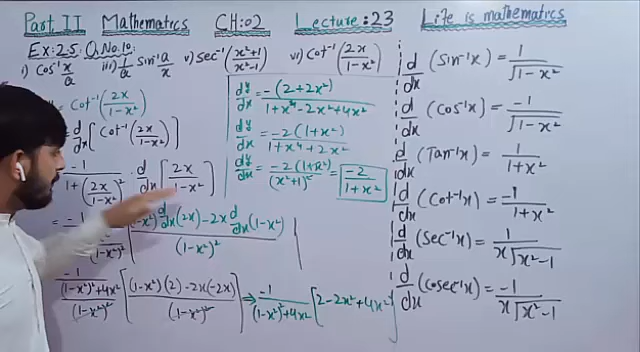 Part II Mathematics CH:02 Lecture:23 Life is mathematics
Ex:2.5 Q.No.10
i) Cos⁻¹ x/a iii) 1/a Sin⁻¹ a/x v) Sec⁻¹((x²+1)/(x²-1)) vi) Cot⁻¹(2x/(1-x²))
= Cot⁻¹(2x/(1-x²))
= d/dx [Cot⁻¹(2x/(1-x²))]
-1/(1+(2x/(1-x²))²) · d/dx [2x/(1-x²)]
= -1 [(1-x²) d/dx (2x) - 2x d/dx (1-x²)/(1-x²)²]
-1/(((1-x²)²+4x²)/(1-x²)²) [((1-x²)(2)-2x(-2x))/(1-x²)²] ⇒ -1/((1-x²)²+4x²) [2-2x²+4x²]
dy/dx = -(2+2x²)/(1+x⁴-2x²+4x²)
dy/dx = -2(1+x²)/(1+x⁴+2x²)
dy/dx = -2(1+x²)/(x²+1)² = -2/(1+x²)
d/dx (Sin⁻¹x) = 1/√(1-x²)
d/dx (Cos⁻¹x) = -1/√(1-x²)
d/dx (Tan⁻¹x) = 1/(1+x²)
d/dx (Cot⁻¹x) = -1/(1+x²)
d/dx (Sec⁻¹x) = 1/(x√(x²-1))
d/dx (Cosec⁻¹x) = -1/(x√(x²-1))